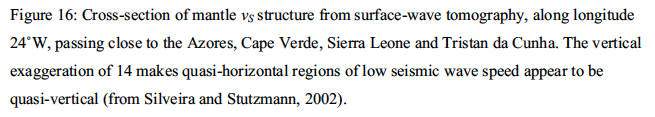 Figure 16: Cross-section of mantle vS structure from surface-wave tomography, along longitude
24˚W, passing close to the Azores, Cape Verde, Sierra Leone and Tristan da Cunha. The vertical
exaggeration of 14 makes quasi-horizontal regions of low seismic wave speed appear to be
quasi-vertical (from Silveira and Stutzmann, 2002).